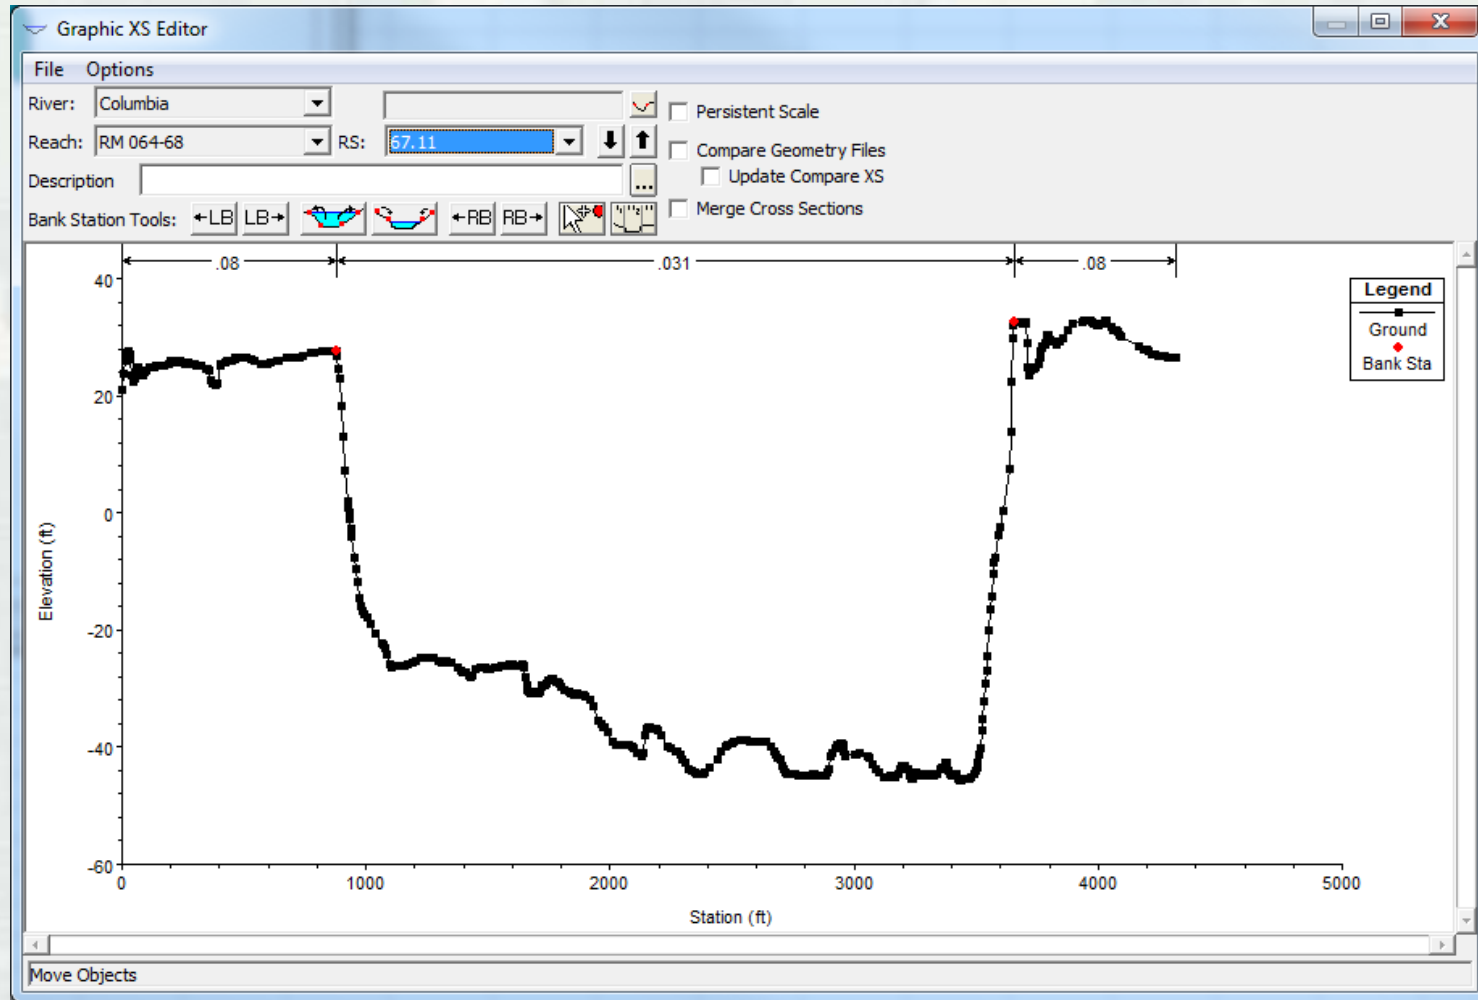 Graphic XS Editor
File Options
River: Columbia
Persistent Scale
Reach: RM 064-68 RS: 67.11
Compare Geometry Files
Update Compare XS
Description ...
Bank Station Tools: LB LB RB RB
Merge Cross Sections
.08 .031 .08
Legend
Ground
Bank Sta
40
20
0
-20
-40
-60
Elevation (ft)
0 1000 2000 3000 4000 5000
Station (ft)
Move Objects